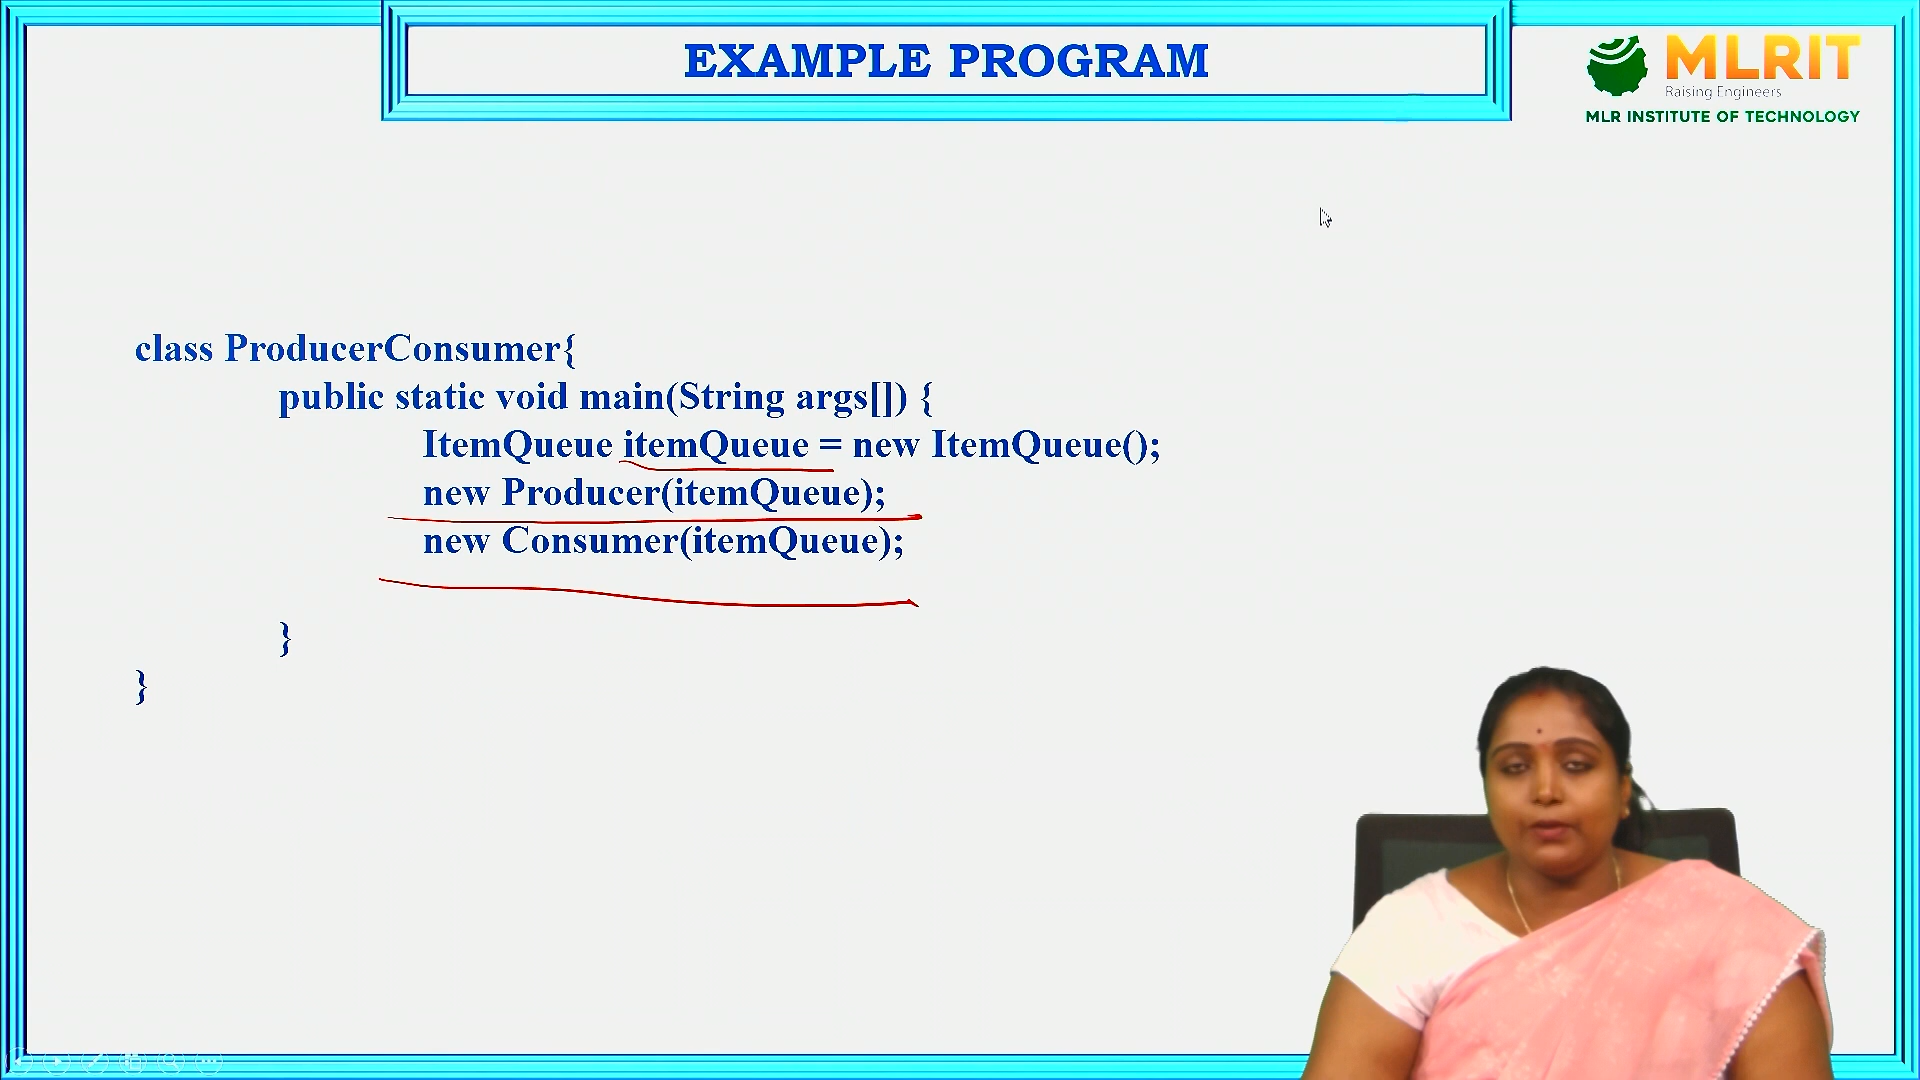 EXAMPLE PROGRAM
MLRIT
Raising Engineers
MLR INSTITUTE OF TECHNOLOGY
class ProducerConsumer{
public static void main(String args[]) {
ItemQueue itemQueue = new ItemQueue();
new Producer(itemQueue);
new Consumer(itemQueue);
}
}